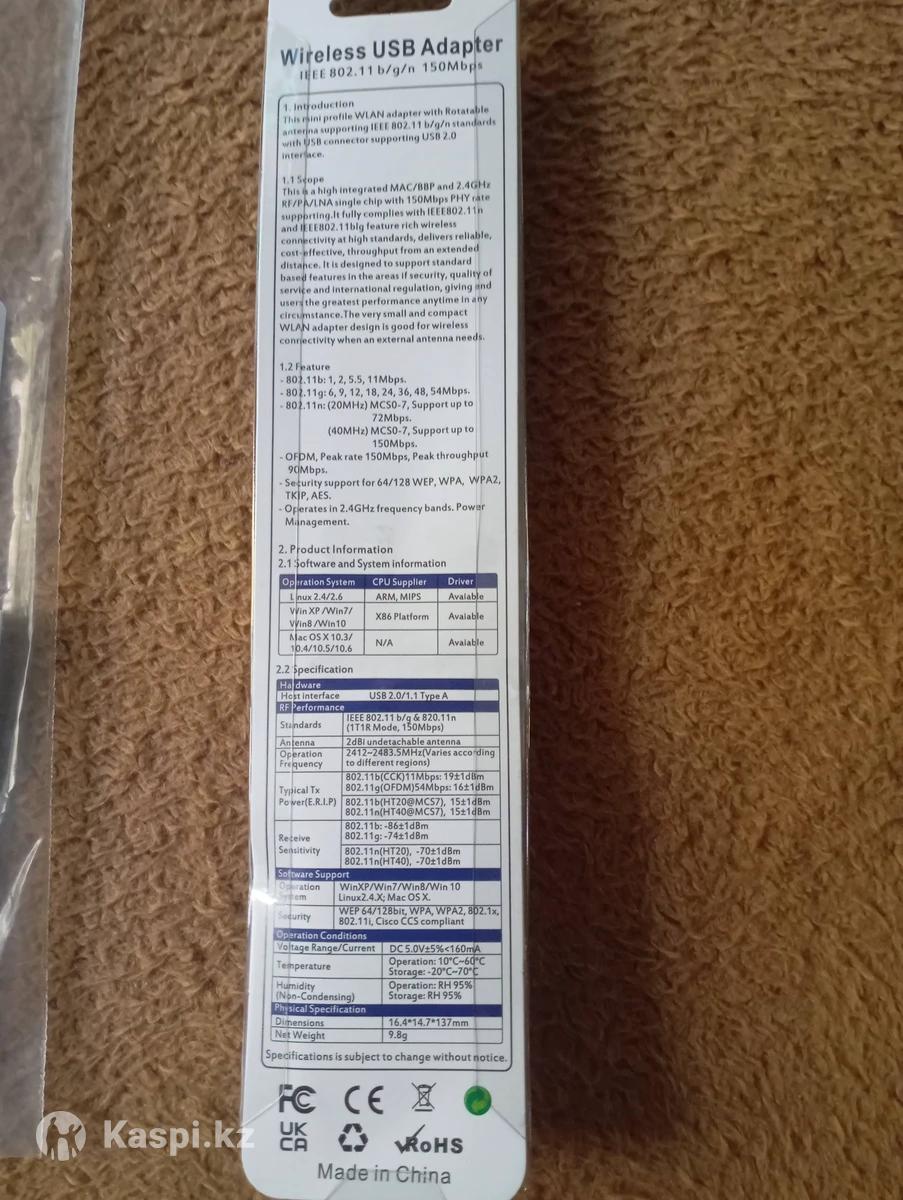 Wireless USB Adapter
IEEE 802.11 b/g/n 150Mbps
1. Introduction
This mini profile WLAN adapter with Rotatable
antenna supporting IEEE 802.11 b/g/n standards
with USB connector supporting USB 2.0
interface.
1.1 Scope
This is a high integrated MAC/BBP and 2.4GHz
RF/PA/LNA single chip with 150Mbps PHY rate
supporting.It fully complies with IEEE802.11n
and IEEE802.11blg feature rich wireless
connectivity at high standards, delivers reliable,
cost-effective, throughput from an extended
distance. It is designed to support standard
based features in the areas if security, quality of
service and international regulation, giving end
users the greatest performance anytime in any
circumstance.The very small and compact
WLAN adapter design is good for wireless
connectivity when an external antenna needs.
1.2 Feature
- 802.11b: 1, 2, 5.5, 11Mbps.
- 802.11g: 6, 9, 12, 18, 24, 36, 48, 54Mbps.
- 802.11n: (20MHz) MCS0-7, Support up to
72Mbps.
(40MHz) MCS0-7, Support up to
150Mbps.
- OFDM, Peak rate 150Mbps, Peak throughput
90Mbps.
- Security support for 64/128 WEP, WPA, WPA2,
TKIP, AES.
- Operates in 2.4GHz frequency bands. Power
Management.
2. Product Information
2.1 Software and System information
Operation System CPU Supplier Driver
Linux 2.4/2.6 ARM, MIPS Avaiable
Win XP /Win7/
Win8 /Win10 X86 Platform Avaiable
Mac OS X 10.3/
10.4/10.5/10.6 N/A Avaiable
2.2 Specification
Hardware
Host interface USB 2.0/1.1 Type A
RF Performance
Standards IEEE 802.11 b/g & 820.11n
(1T1R Mode, 150Mbps)
Antenna 2dBi undetachable antenna
Operation Frequency 2412~2483.5MHz(Varies according
to different regions)
Typical Tx Power(E.R.I.P) 802.11b(CCK)11Mbps: 19±1dBm
802.11g(OFDM)54Mbps: 16±1dBm
802.11b(HT20@MCS7), 15±1dBm
802.11n(HT40@MCS7), 15±1dBm
Receive Sensitivity 802.11b: -86±1dBm
802.11g: -74±1dBm
802.11n(HT20), -70±1dBm
802.11n(HT40), -70±1dBm
Software Support
Operation System WinXP/Win7/Win8/Win 10
Linux2.4.X; Mac OS X.
Security WEP 64/128bit, WPA, WPA2, 802.1x,
802.11i, Cisco CCS compliant
Operation Conditions
Voltage Range/Current DC 5.0V±5%<160mA
Temperature Operation: 10°C~60°C
Storage: -20°C~70°C
Humidity (Non-Condensing) Operation: RH 95%
Storage: RH 95%
Physical Specification
Dimensions 16.4*14.7*137mm
Net Weight 9.8g
Specifications is subject to change without notice.
FC CE
UK
CA RoHS
Made in China
Kaspi.kz